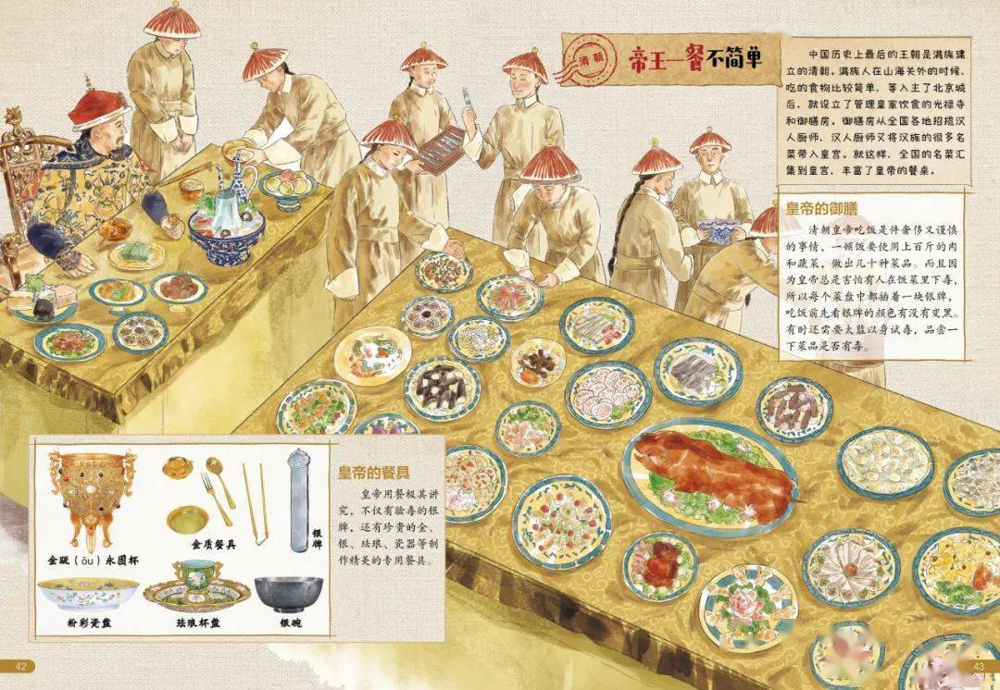 清朝
帝王一餐不简单
中国历史上最后的王朝是满族建
立的清朝。满族人在山海关外的时候，
吃的食物比较简单，等入主了北京城
后，就设立了管理皇家饮食的光禄寺
和御膳房。御膳房从全国各地招揽汉
人厨师，汉人厨师又将汉族的很多名
菜带入皇宫。就这样，全国的名菜汇
集到皇宫，丰富了皇帝的餐桌。
皇帝的御膳
清朝皇帝吃饭是件奢侈又谨慎
的事情，一顿饭要使用上百斤的肉
和蔬菜，做出几十种菜品。而且因
为皇帝总是害怕有人在饭菜里下毒，
所以每个菜盘中都插着一块银牌，
吃饭前先看银牌的颜色有没有变黑。
有时还需要太监以身试毒，品尝一
下菜品是否有毒。
皇帝的餐具
皇帝用餐极其讲
究，不仅有验毒的银
牌，还有珍贵的金、
银、珐琅、瓷器等制
作精美的专用餐具。
金瓯（ōu）永固杯
金质餐具
银牌
粉彩瓷盘
珐琅杯盘
银碗
42
43